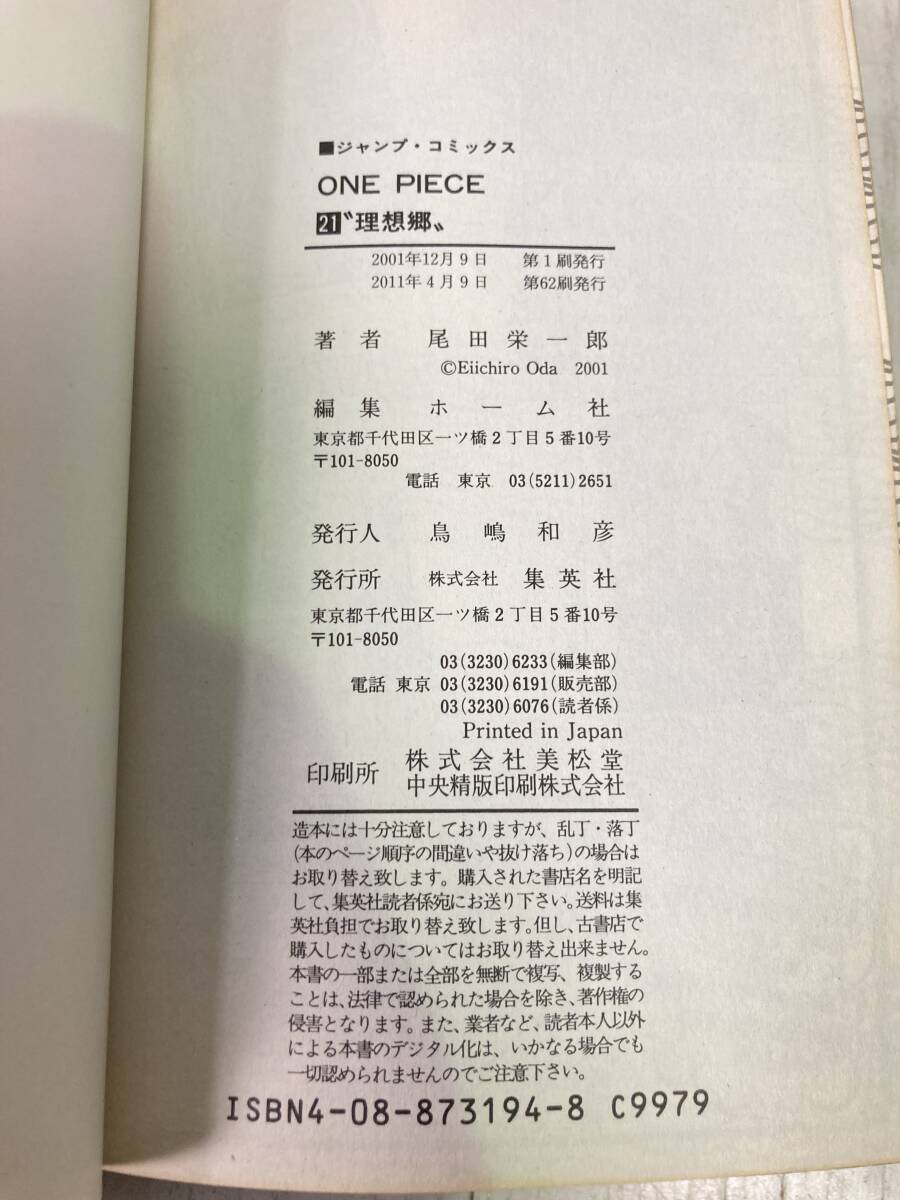 ■ジャンプ・コミックス
ONE PIECE
21〝理想郷〟
2001年12月9日 第1刷発行
2011年4月9日 第62刷発行
著者 尾田栄一郎
©Eiichiro Oda 2001
編集 ホーム社
東京都千代田区一ツ橋2丁目5番10号
〒101-8050
電話 東京 03(5211)2651
発行人 鳥嶋和彦
発行所 株式会社 集英社
東京都千代田区一ツ橋2丁目5番10号
〒101-8050
03(3230)6233(編集部)
電話 東京 03(3230)6191(販売部)
03(3230)6076(読者係)
Printed in Japan
印刷所 株式会社美松堂
中央精版印刷株式会社
造本には十分注意しておりますが、乱丁・落丁
(本のページ順序の間違いや抜け落ち)の場合は
お取り替え致します。購入された書店名を明記
して、集英社読者係宛にお送り下さい。送料は集
英社負担でお取り替え致します。但し、古書店で
購入したものについてはお取り替え出来ません。
本書の一部または全部を無断で複写、複製する
ことは、法律で認められた場合を除き、著作権の
侵害となります。また、業者など、読者本人以外
による本書のデジタル化は、いかなる場合でも
一切認められませんのでご注意下さい。
ISBN4-08-873194-8 C9979